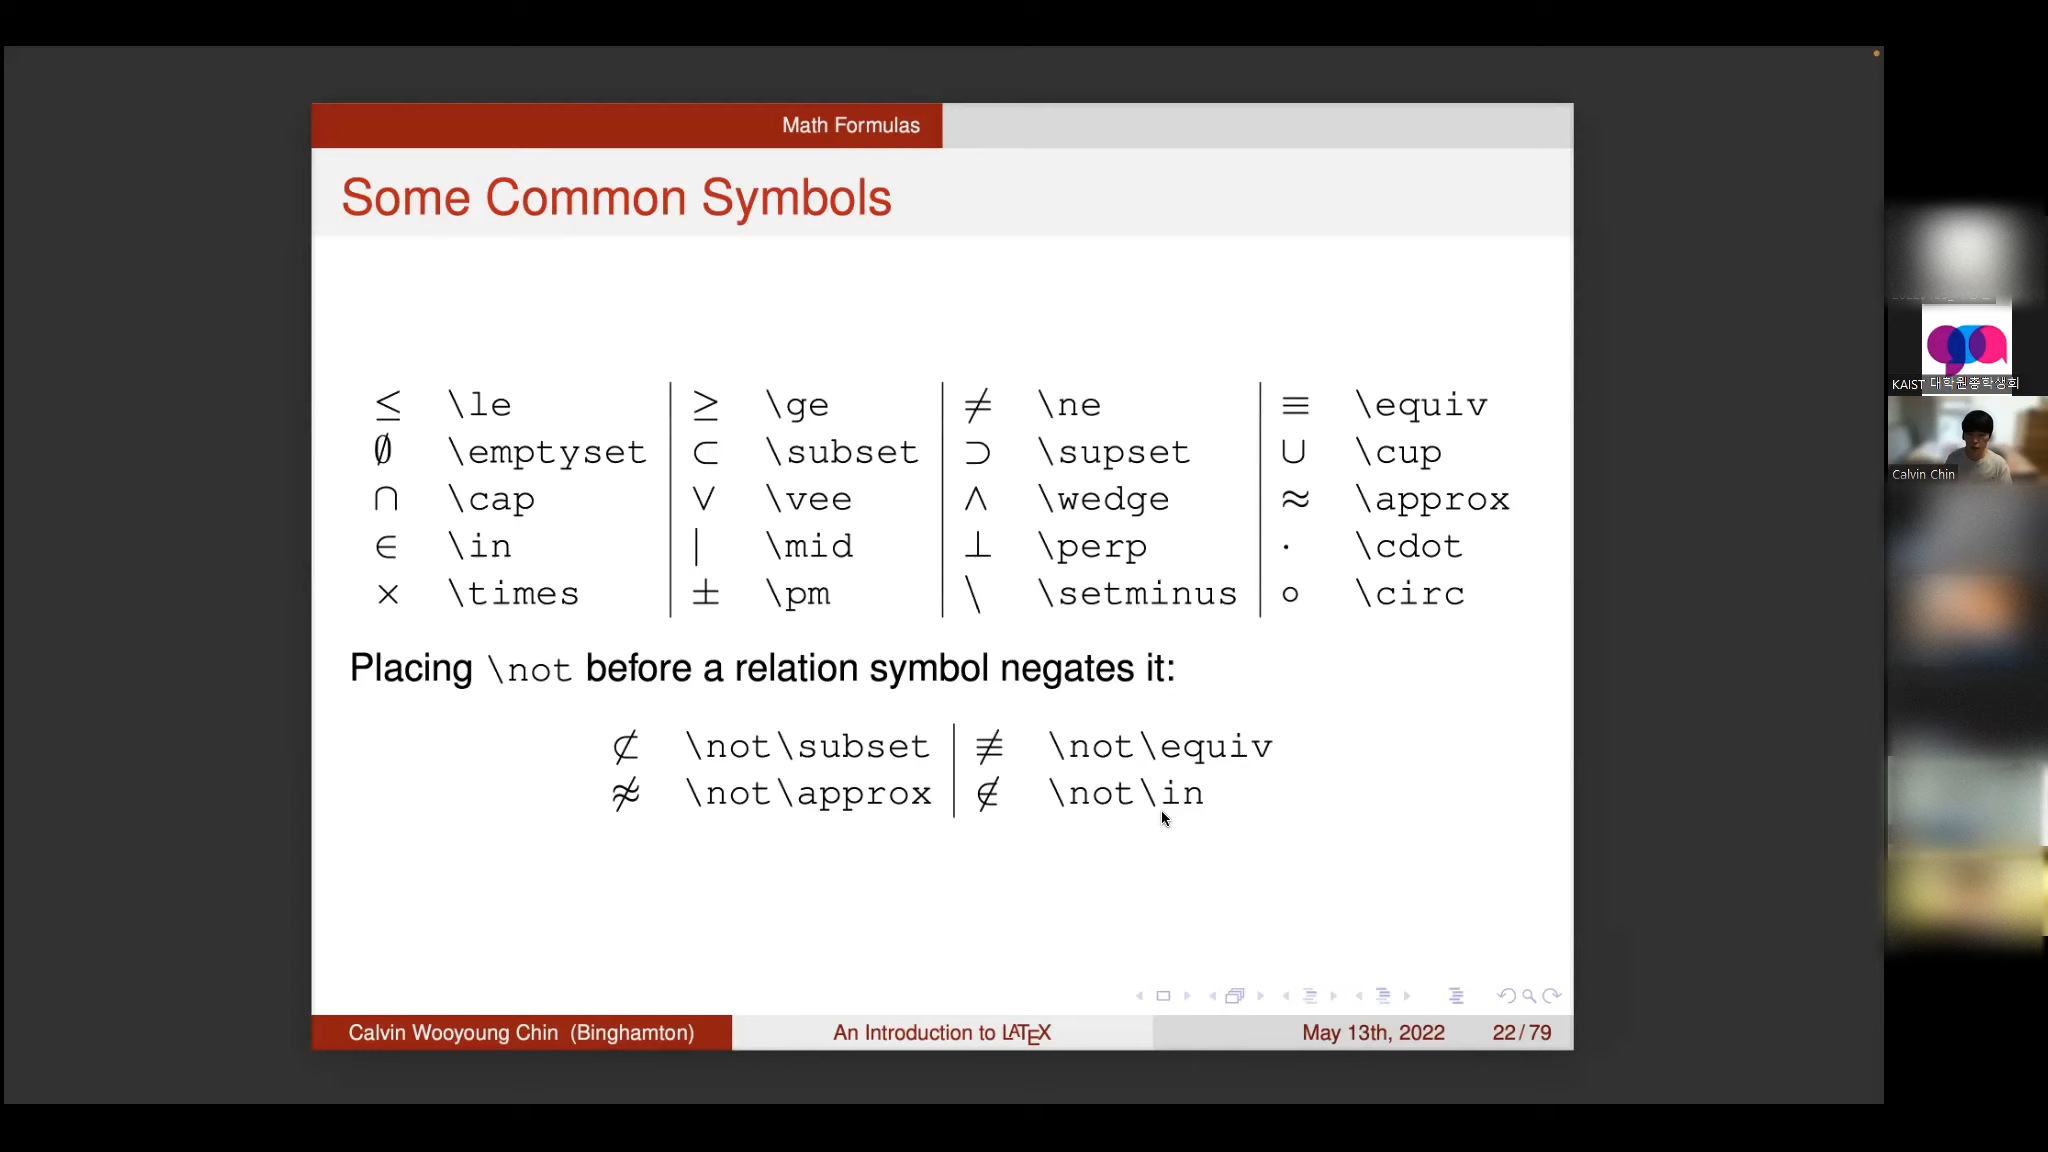 Math Formulas
Some Common Symbols
≤ \le ≥ \ge ≠ \ne ≡ \equiv
∅ \emptyset ⊂ \subset ⊃ \supset ∪ \cup
∩ \cap ∨ \vee ∧ \wedge ≈ \approx
∈ \in | \mid ⊥ \perp · \cdot
× \times ± \pm \ \setminus ∘ \circ
Placing \not before a relation symbol negates it:
⊄ \not\subset ≢ \not\equiv
≉ \not\approx ∉ \not\in
Calvin Wooyoung Chin (Binghamton) An Introduction to LATEX May 13th, 2022 22/79
KAIST 대학원총학생회
Calvin Chin